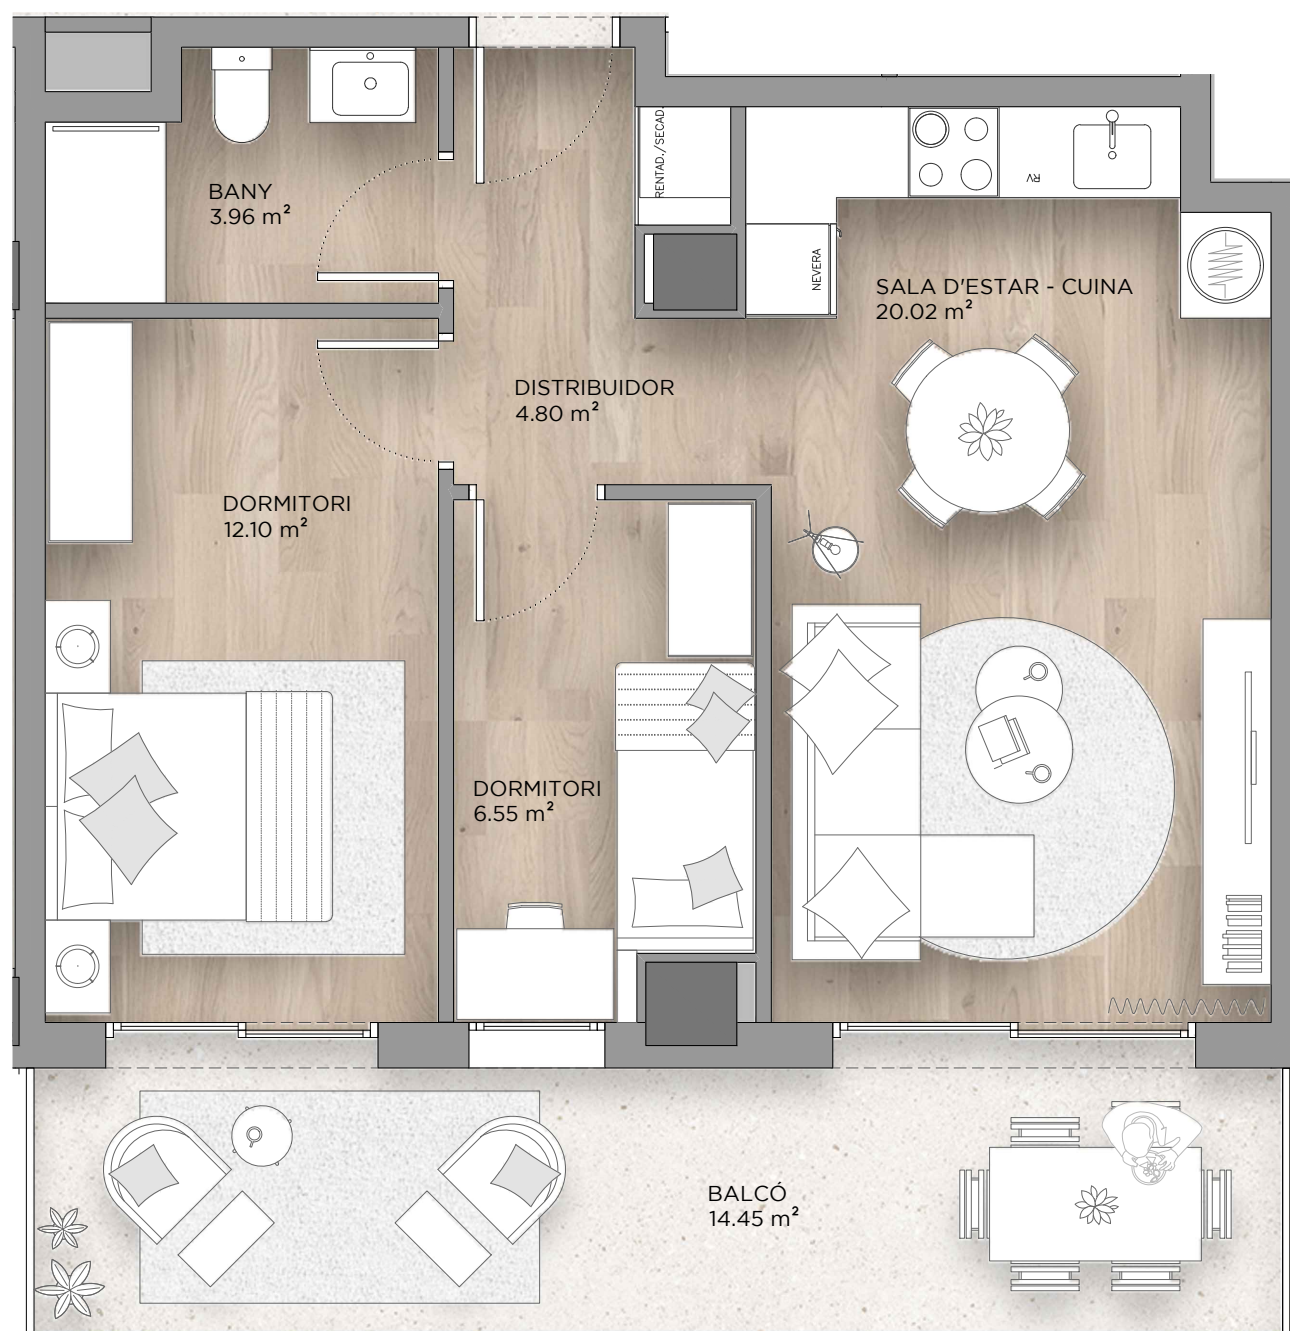 RENTAD./SECAD.
RV
BANY
3.96 m²
NEVERA
SALA D'ESTAR - CUINA
20.02 m²
DISTRIBUIDOR
4.80 m²
DORMITORI
12.10 m²
DORMITORI
6.55 m²
BALCÓ
14.45 m²